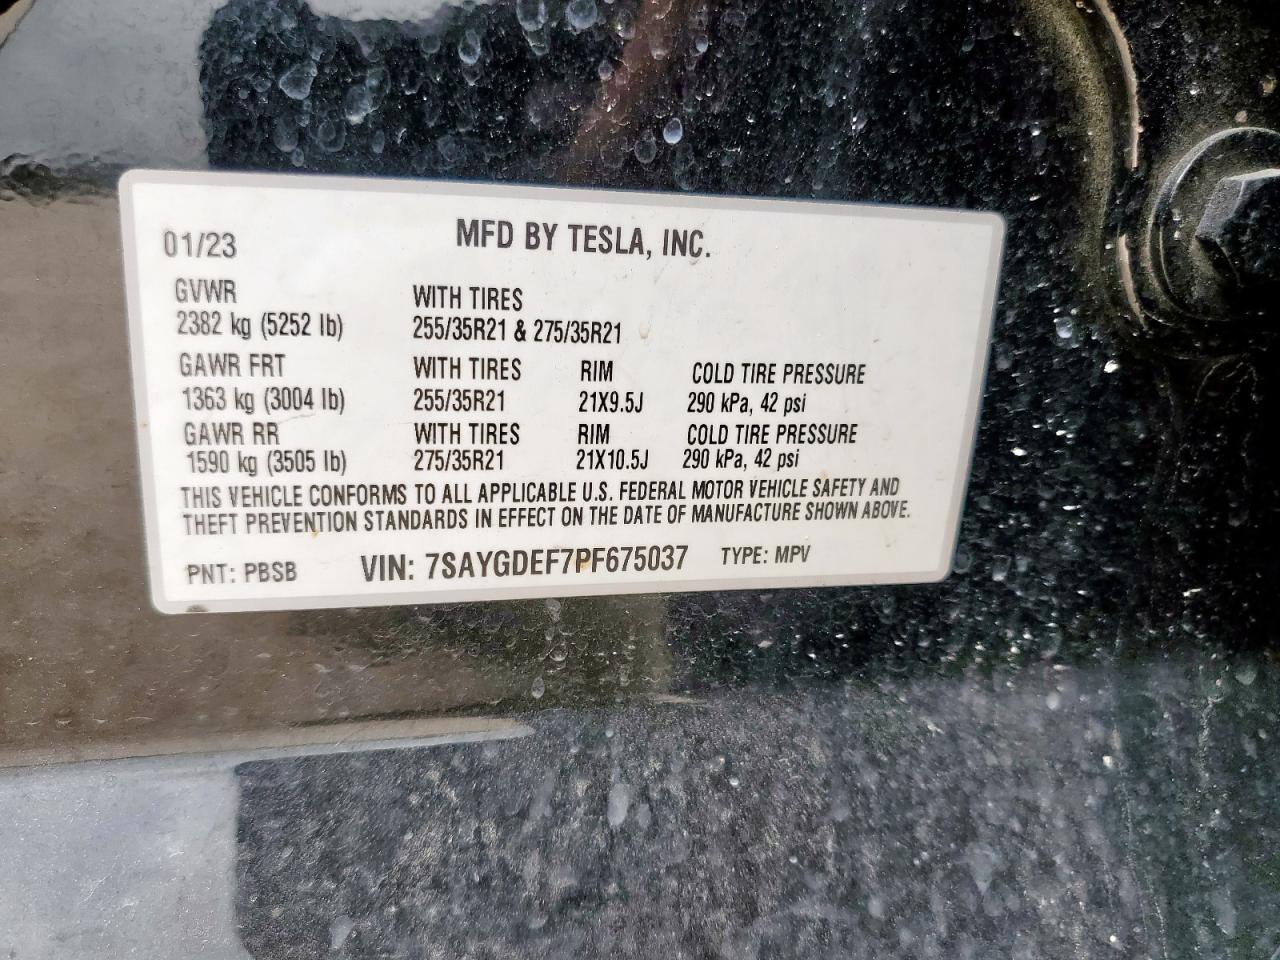 01/23 MFD BY TESLA, INC.
GVWR WITH TIRES
2382 kg (5252 lb) 255/35R21 & 275/35R21
GAWR FRT WITH TIRES RIM COLD TIRE PRESSURE
1363 kg (3004 lb) 255/35R21 21X9.5J 290 kPa, 42 psi
GAWR RR WITH TIRES RIM COLD TIRE PRESSURE
1590 kg (3505 lb) 275/35R21 21X10.5J 290 kPa, 42 psi
THIS VEHICLE CONFORMS TO ALL APPLICABLE U.S. FEDERAL MOTOR VEHICLE SAFETY AND
THEFT PREVENTION STANDARDS IN EFFECT ON THE DATE OF MANUFACTURE SHOWN ABOVE.
PNT: PBSB VIN: 7SAYGDEF7PF675037 TYPE: MPV